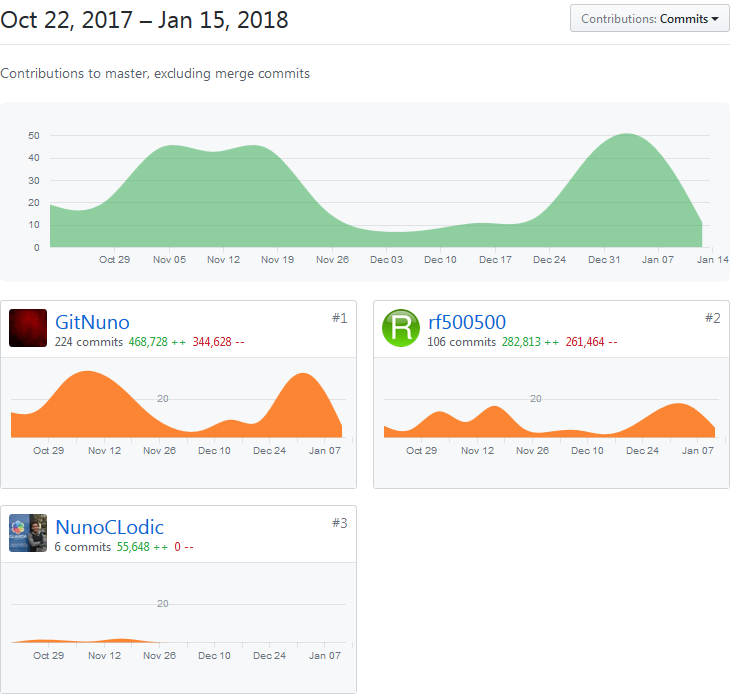 Oct 22, 2017 – Jan 15, 2018
Contributions: Commits
Contributions to master, excluding merge commits
50
40
30
20
10
0
Oct 29 Nov 05 Nov 12 Nov 19 Nov 26 Dec 03 Dec 10 Dec 17 Dec 24 Dec 31 Jan 07 Jan 14
GitNuno #1
224 commits 468,728 ++ 344,628 --
20
Oct 29 Nov 12 Nov 26 Dec 10 Dec 24 Jan 07
rf500500 #2
106 commits 282,813 ++ 261,464 --
20
Oct 29 Nov 12 Nov 26 Dec 10 Dec 24 Jan 07
NunoCLodic #3
6 commits 55,648 ++ 0 --
20
Oct 29 Nov 12 Nov 26 Dec 10 Dec 24 Jan 07